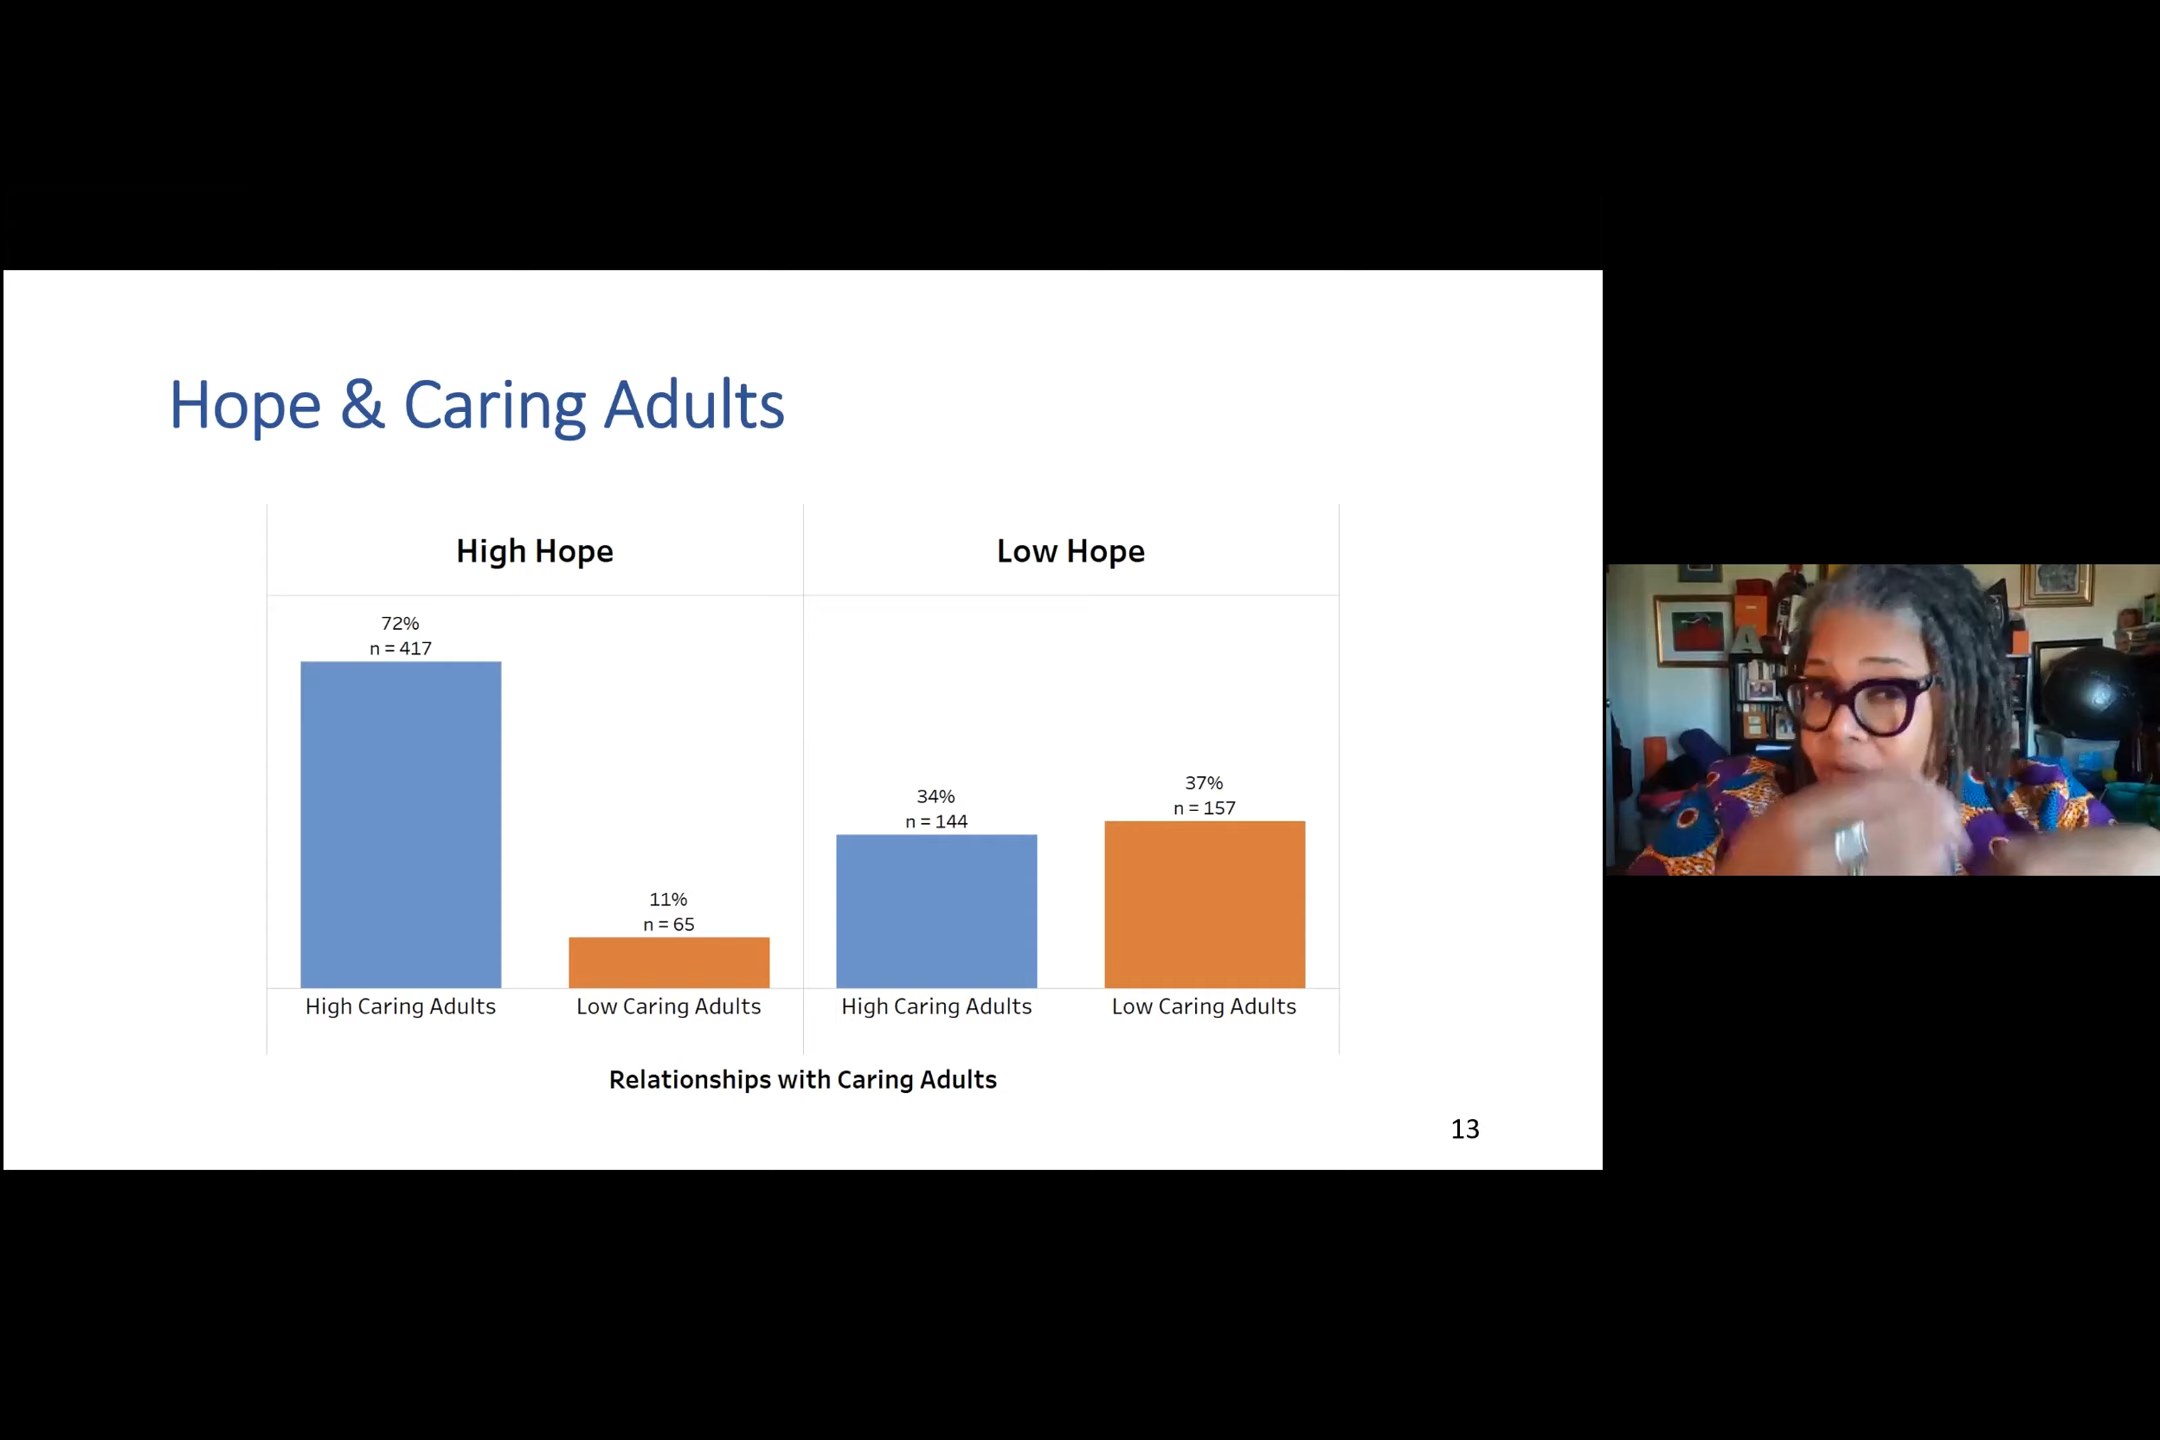 Hope & Caring Adults
High Hope
Low Hope
72%
n = 417
11%
n = 65
34%
n = 144
37%
n = 157
High Caring Adults
Low Caring Adults
High Caring Adults
Low Caring Adults
Relationships with Caring Adults
13
A